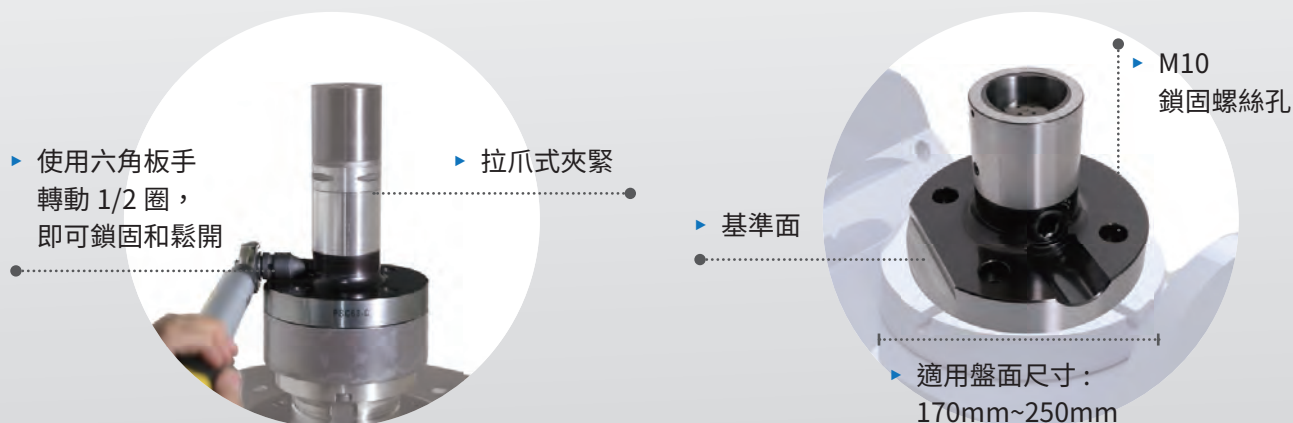 使用六角板手
轉動 1/2 圈，
即可鎖固和鬆開
拉爪式夾緊
M10
鎖固螺絲孔
基準面
適用盤面尺寸 :
170mm~250mm